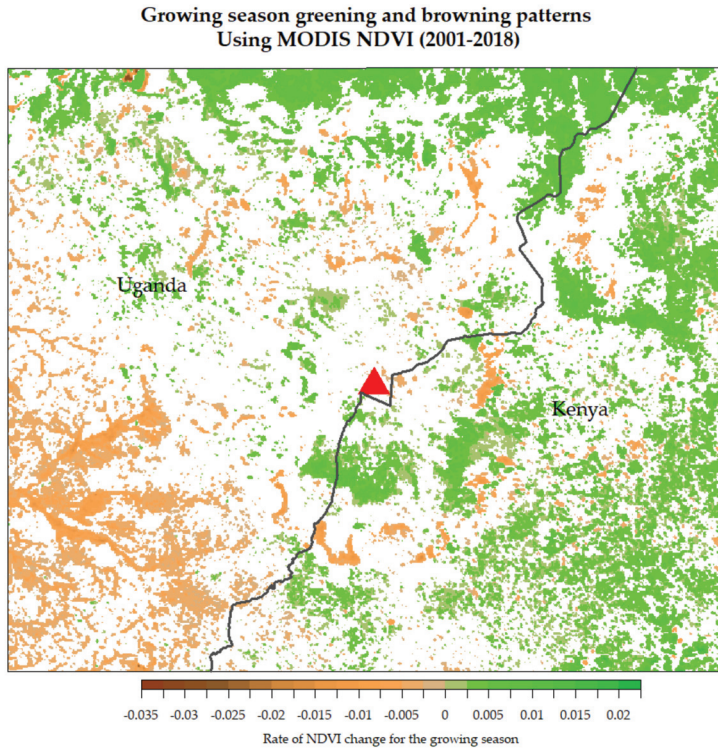 Growing season greening and browning patterns
Using MODIS NDVI (2001-2018)
Uganda
Kenya
-0.035 -0.03 -0.025 -0.02 -0.015 -0.01 -0.005 0 0.005 0.01 0.015 0.02
Rate of NDVI change for the growing season